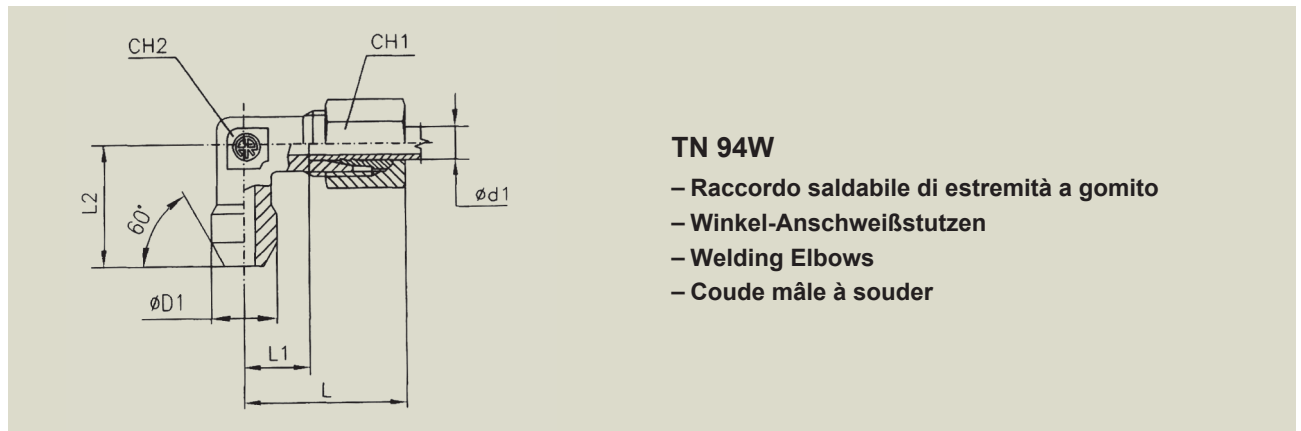 CH2
CH1
L2
60°
ød1
øD1
L1
L
TN 94W
– Raccordo saldabile di estremità a gomito
– Winkel-Anschweißstutzen
– Welding Elbows
– Coude mâle à souder